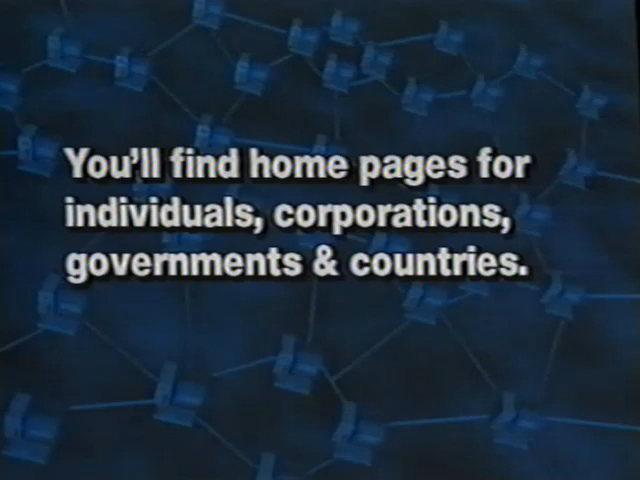 You'll find home pages for
individuals, corporations,
governments & countries.